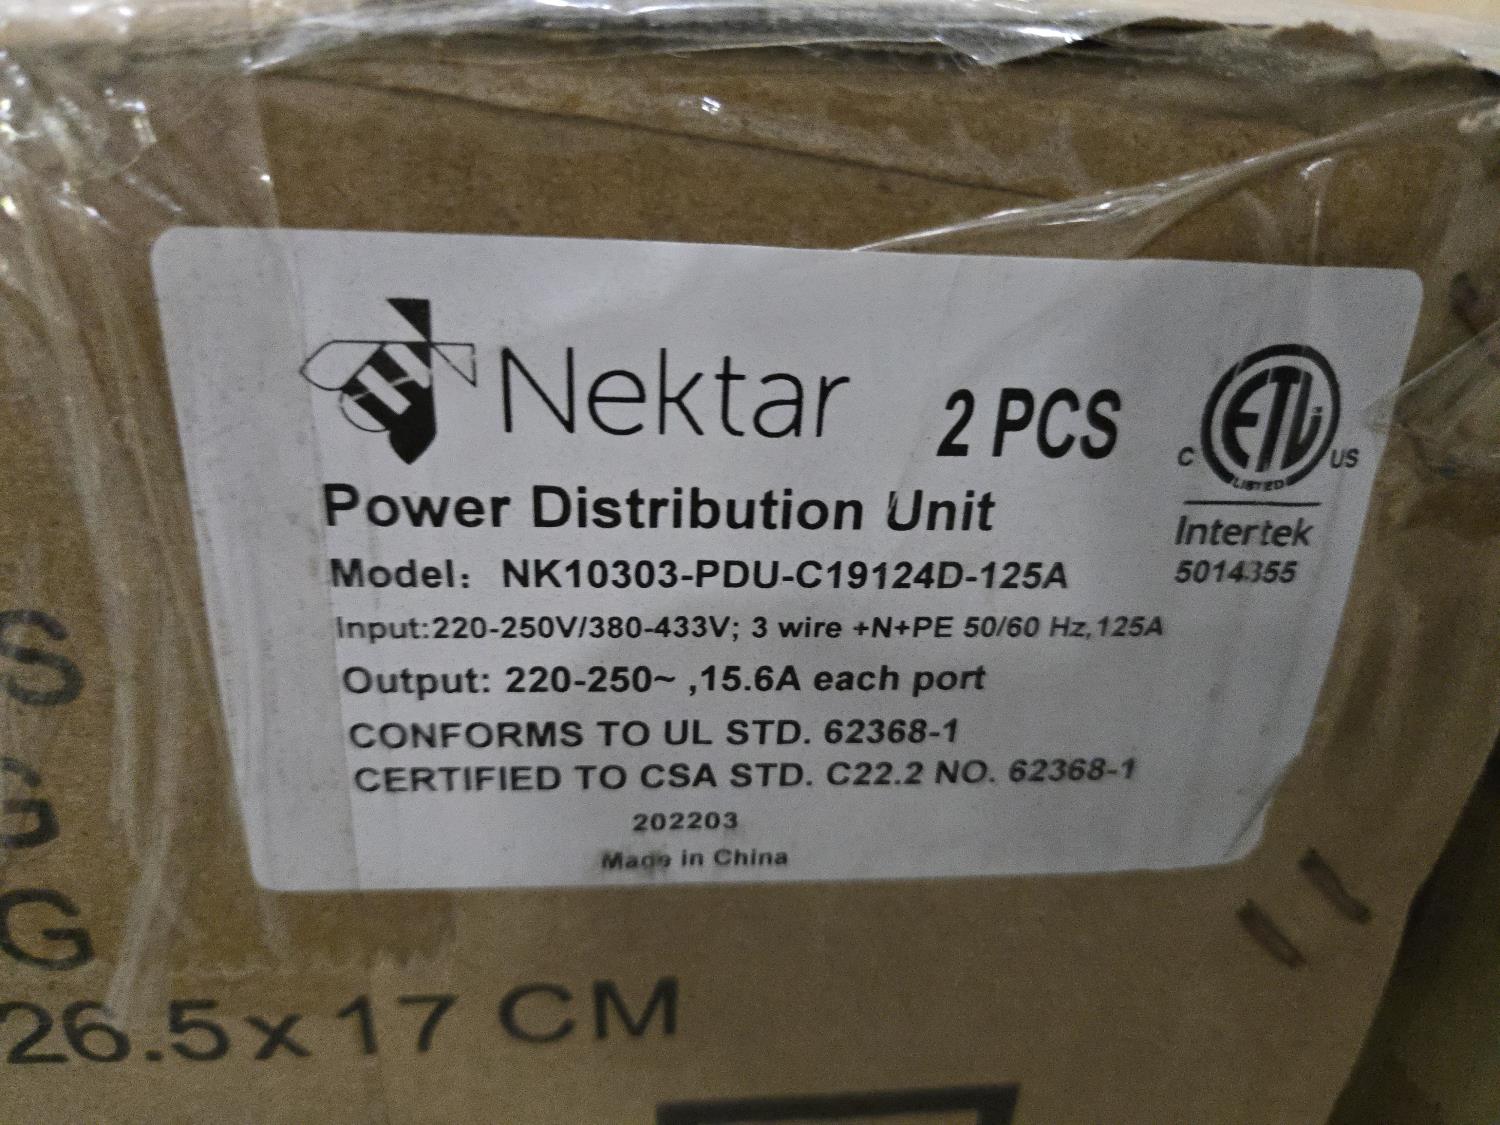 Nektar 2 PCS
C ETL US
LISTED
Intertek
5014355
Power Distribution Unit
Model: NK10303-PDU-C19124D-125A
Input:220-250V/380-433V; 3 wire +N+PE 50/60 Hz,125A
Output: 220-250~ ,15.6A each port
CONFORMS TO UL STD. 62368-1
CERTIFIED TO CSA STD. C22.2 NO. 62368-1
202203
Made in China
S
G
G
26.5x17 CM